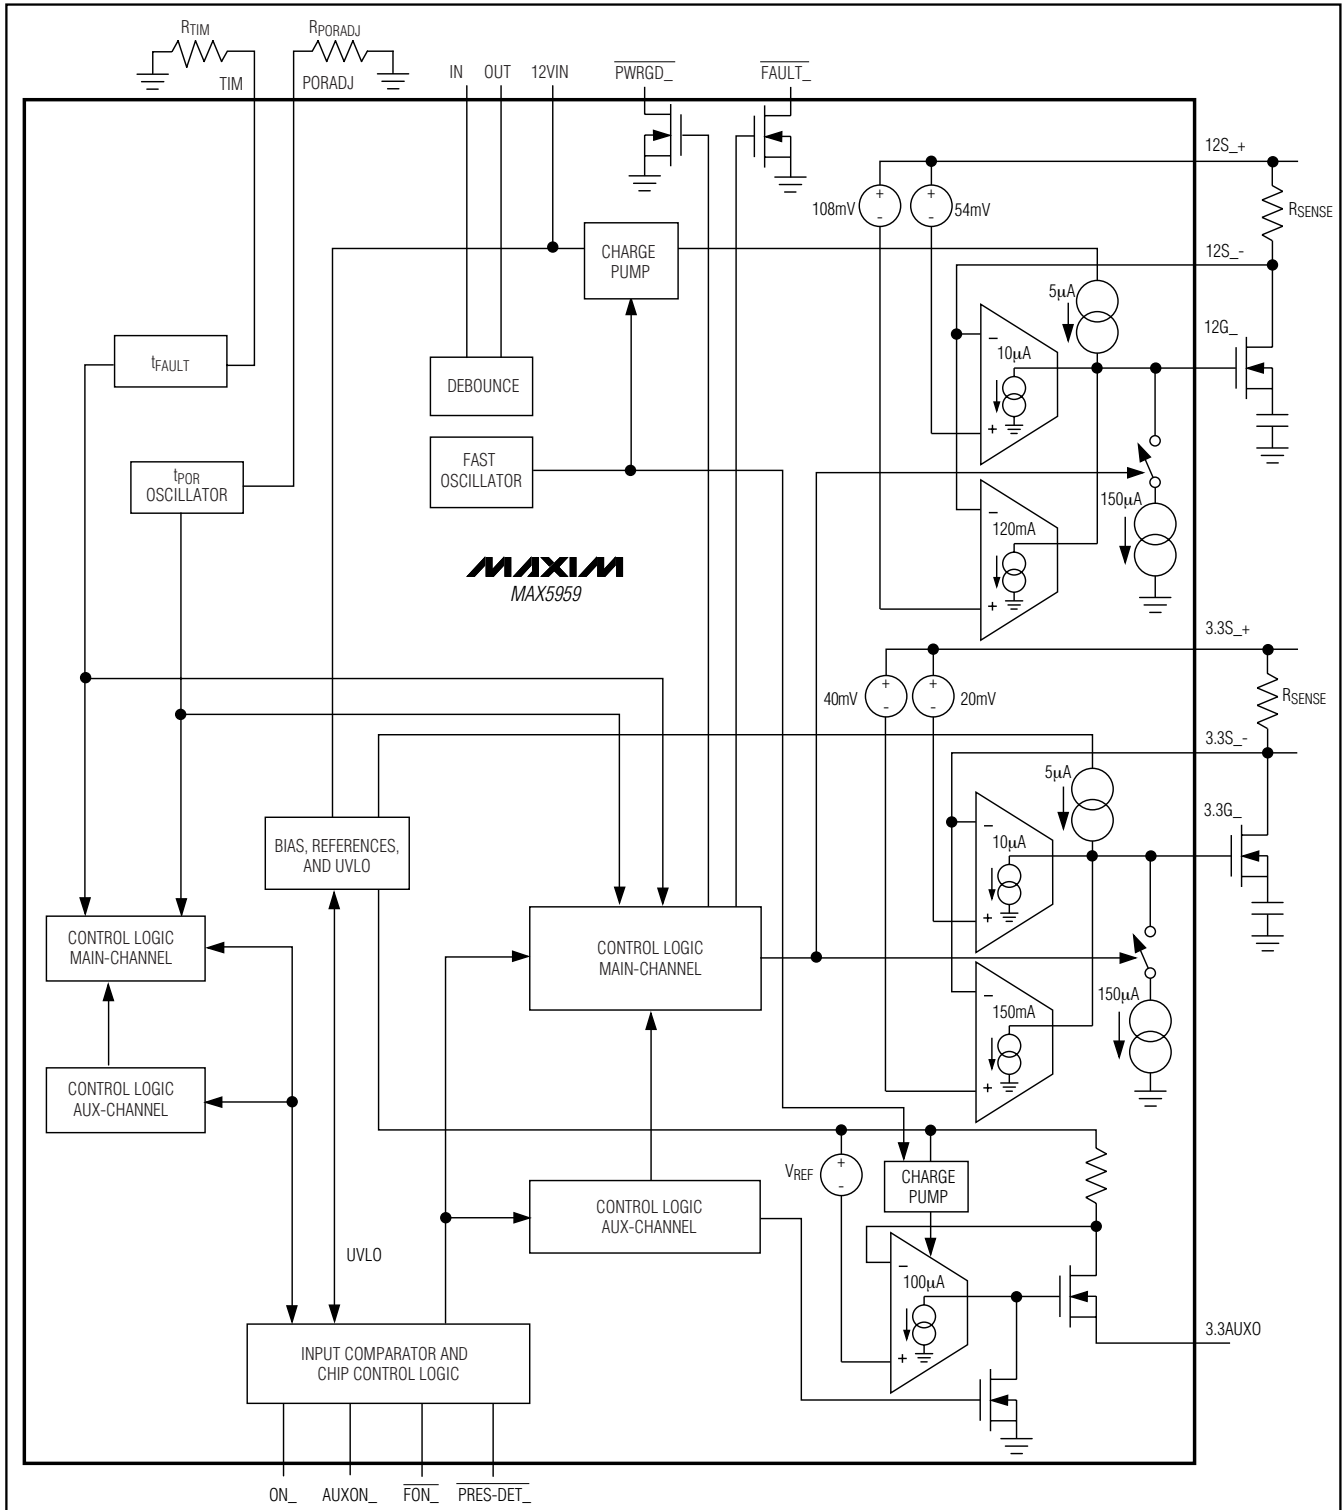 RTIM
RPORADJ
TIM
PORADJ
IN
OUT
12VIN
PWRGD_
FAULT_
12S_+
108mV
+
-
+
-
54mV
RSENSE
CHARGE
PUMP
12S_-
5µA
12G_
tFAULT
−
10µA
+
DEBOUNCE
FAST
OSCILLATOR
tPOR
OSCILLATOR
150µA
−
120mA
+
MAXIM
MAX5959
3.3S_+
40mV
+
-
+
-
20mV
RSENSE
3.3S_-
5µA
3.3G_
−
10µA
+
BIAS, REFERENCES,
AND UVLO
CONTROL LOGIC
MAIN-CHANNEL
CONTROL LOGIC
MAIN-CHANNEL
150µA
−
150mA
+
CONTROL LOGIC
AUX-CHANNEL
VREF
+
-
CHARGE
PUMP
CONTROL LOGIC
AUX-CHANNEL
UVLO
−
100µA
+
3.3AUXO
INPUT COMPARATOR AND
CHIP CONTROL LOGIC
ON_
AUXON_
FON_
PRES-DET_